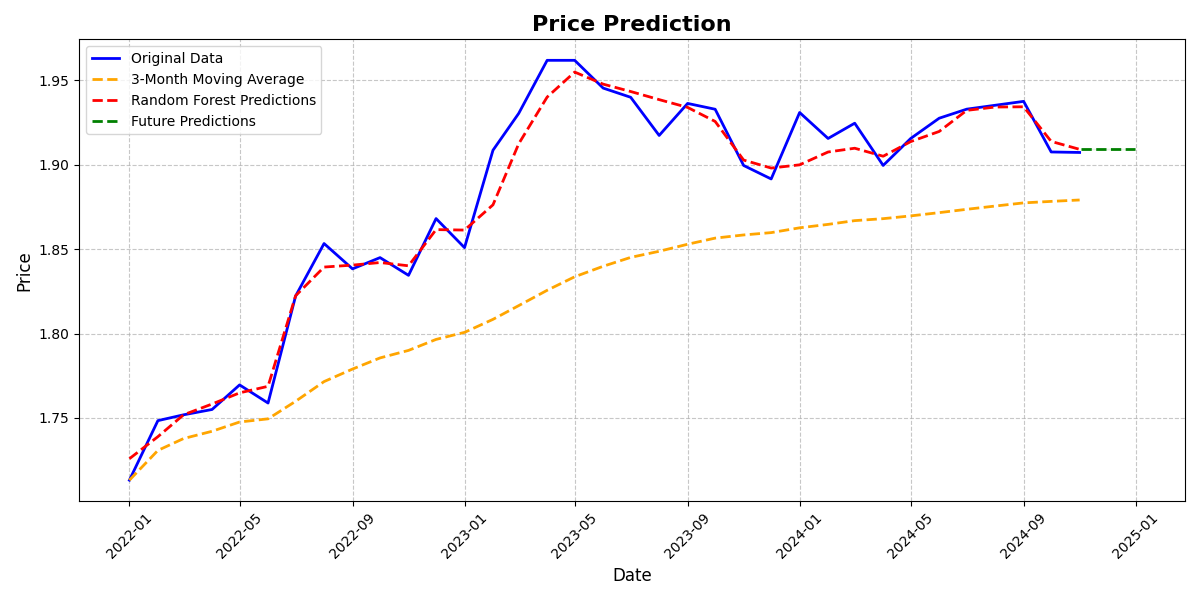 Price Prediction
Original Data
3-Month Moving Average
Random Forest Predictions
Future Predictions
1.95
1.90
1.85
1.80
1.75
Price
2022-01
2022-05
2022-09
2023-01
2023-05
2023-09
2024-01
2024-05
2024-09
2025-01
Date